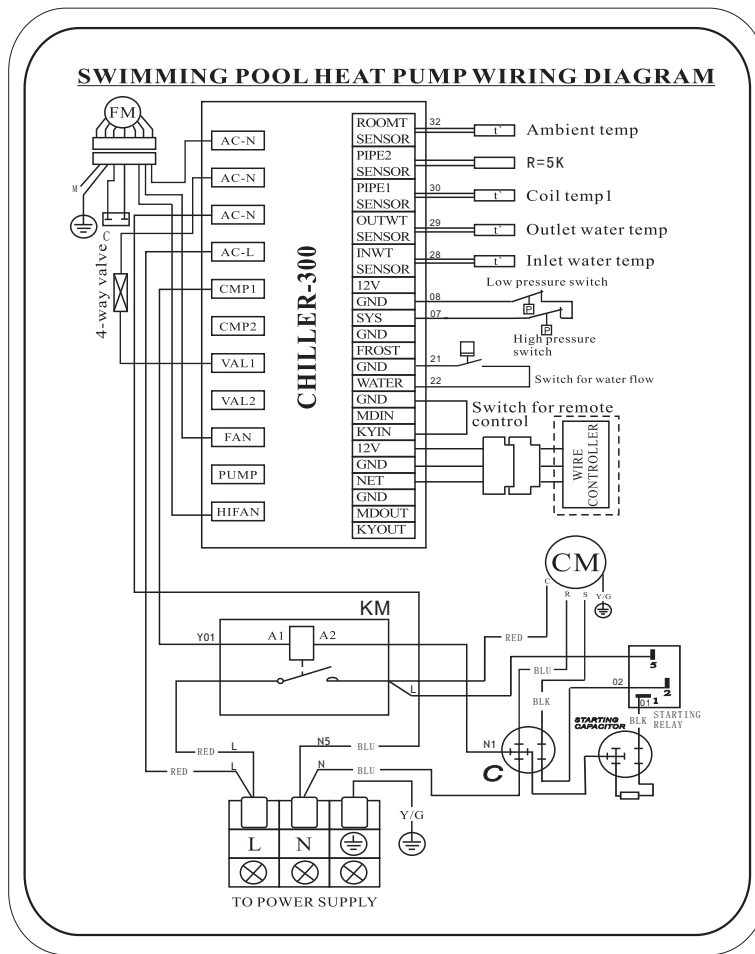 SWIMMING POOL HEAT PUMP WIRING DIAGRAM
FM
M
C
4-way valve
AC-N
AC-N
AC-N
AC-L
CMP1
CMP2
VAL1
VAL2
FAN
PUMP
HIFAN
CHILLER-300
ROOMT
SENSOR
PIPE2
SENSOR
PIPE1
SENSOR
OUTWT
SENSOR
INWT
SENSOR
12V
GND
SYS
GND
FROST
GND
WATER
GND
MDIN
KYIN
12V
GND
NET
GND
MDOUT
KYOUT
32
t` Ambient temp
R=5K
30
t` Coil temp1
29
t` Outlet water temp
28
t` Inlet water temp
Low pressure switch
08
P
07
P
High pressure
switch
21
22
Switch for water flow
Switch for remote
control
WIRE
CONTROLLER
CM
C
R
S
Y/G
KM
Y01
A1
A2
RED
L
BLU
BLK
5
02
2
01
1
BLK
STARTING
RELAY
STARTING
CAPACITOR
N1
C
RED
L
RED
L
N5
BLU
N
BLU
Y/G
L
N
TO POWER SUPPLY